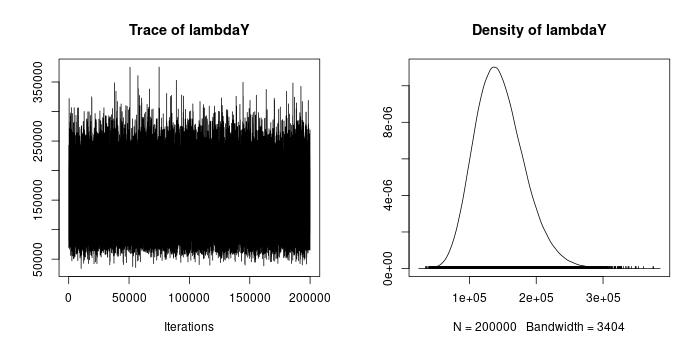 Trace of lambdaY
350000
250000
150000
50000
0
50000
100000
150000
200000
Iterations
Density of lambdaY
8e-06
4e-06
0e+00
1e+05
2e+05
3e+05
N = 200000 Bandwidth = 3404